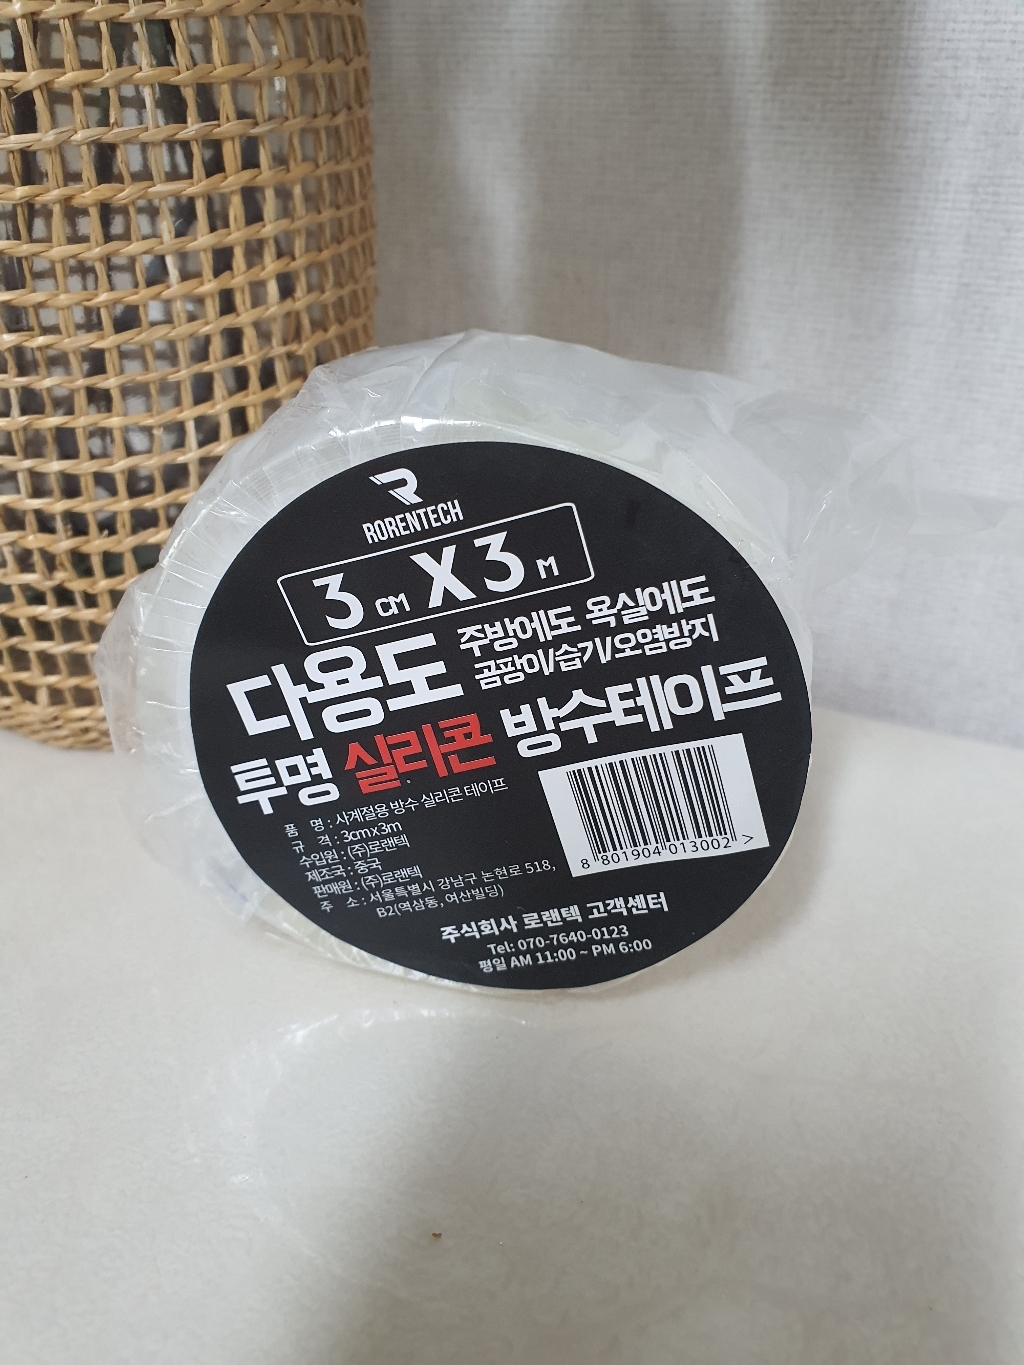 RORENTECH
3 CM X 3 M
다용도 주방에도 욕실에도
곰팡이/습기/오염방지
투명 실리콘 방수테이프
품 명 : 사계절용 방수 실리콘 테이프
규 격 : 3cmx3m
수입원 : (주)로랜텍
제조국 : 중국
판매원 : (주)로랜텍
주 소 : 서울특별시 강남구 논현로 518,
B2(역삼동, 여산빌딩)
8 801904 013002 >
주식회사 로랜텍 고객센터
Tel: 070-7640-0123
평일 AM 11:00 ~ PM 6:00